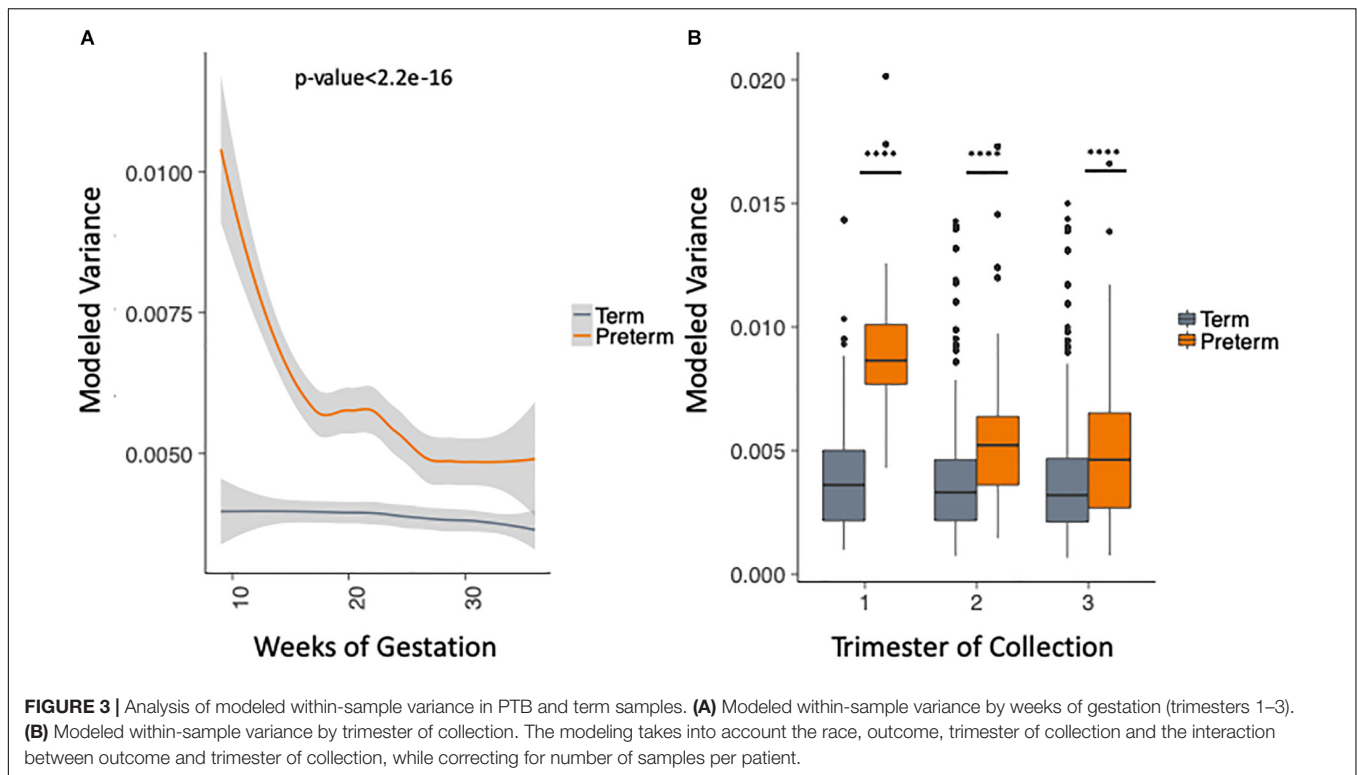 A
p-value<2.2e-16
Modeled Variance
0.0100
0.0075
0.0050
10
20
30
Weeks of Gestation
Term
Preterm
B
Modeled Variance
0.020
0.015
0.010
0.005
0.000
1
2
3
Trimester of Collection
Term
Preterm
FIGURE 3 | Analysis of modeled within-sample variance in PTB and term samples. (A) Modeled within-sample variance by weeks of gestation (trimesters 1–3).
(B) Modeled within-sample variance by trimester of collection. The modeling takes into account the race, outcome, trimester of collection and the interaction
between outcome and trimester of collection, while correcting for number of samples per patient.